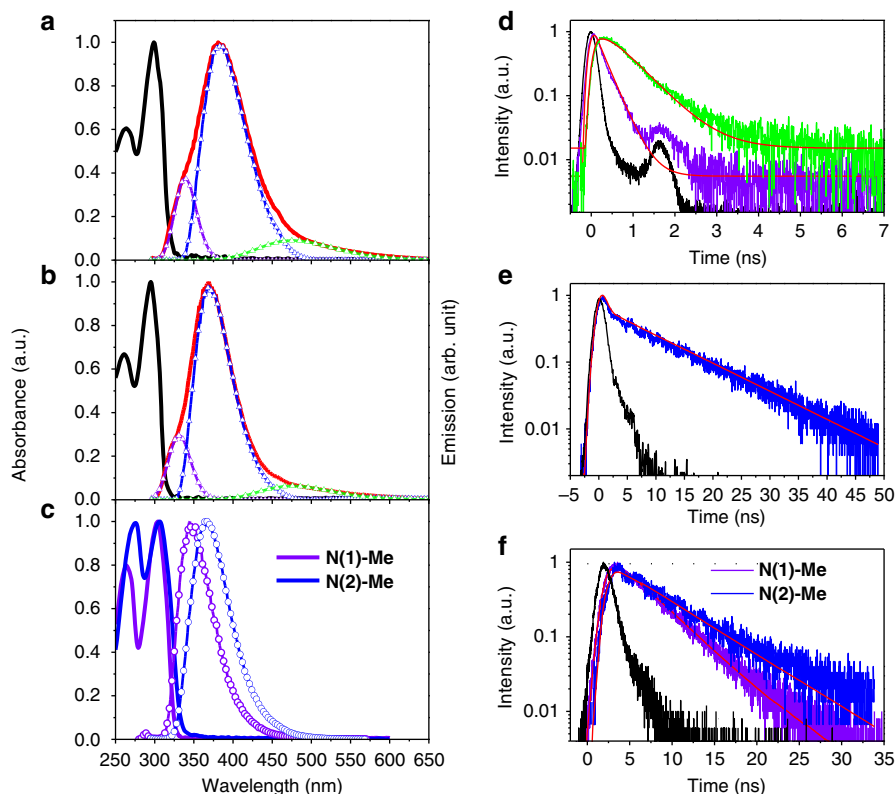 a
1.0
0.8
0.6
0.4
0.2
0.0
b
1.0
0.8
0.6
0.4
0.2
0.0
c
1.0
0.8
0.6
0.4
0.2
0.0
N(1)-Me
N(2)-Me
250 300 350 400 450 500 550 600 650
Wavelength (nm)
Absorbance (a.u.)
Emission (arb. unit)
d
1
0.1
0.01
Intensity (a.u.)
0 1 2 3 4 5 6 7
Time (ns)
e
1
0.1
0.01
Intensity (a.u.)
−5 0 5 10 15 20 25 30 35 40 45 50
Time (ns)
f
1
0.1
0.01
Intensity (a.u.)
N(1)-Me
N(2)-Me
0 5 10 15 20 25 30 35
Time (ns)